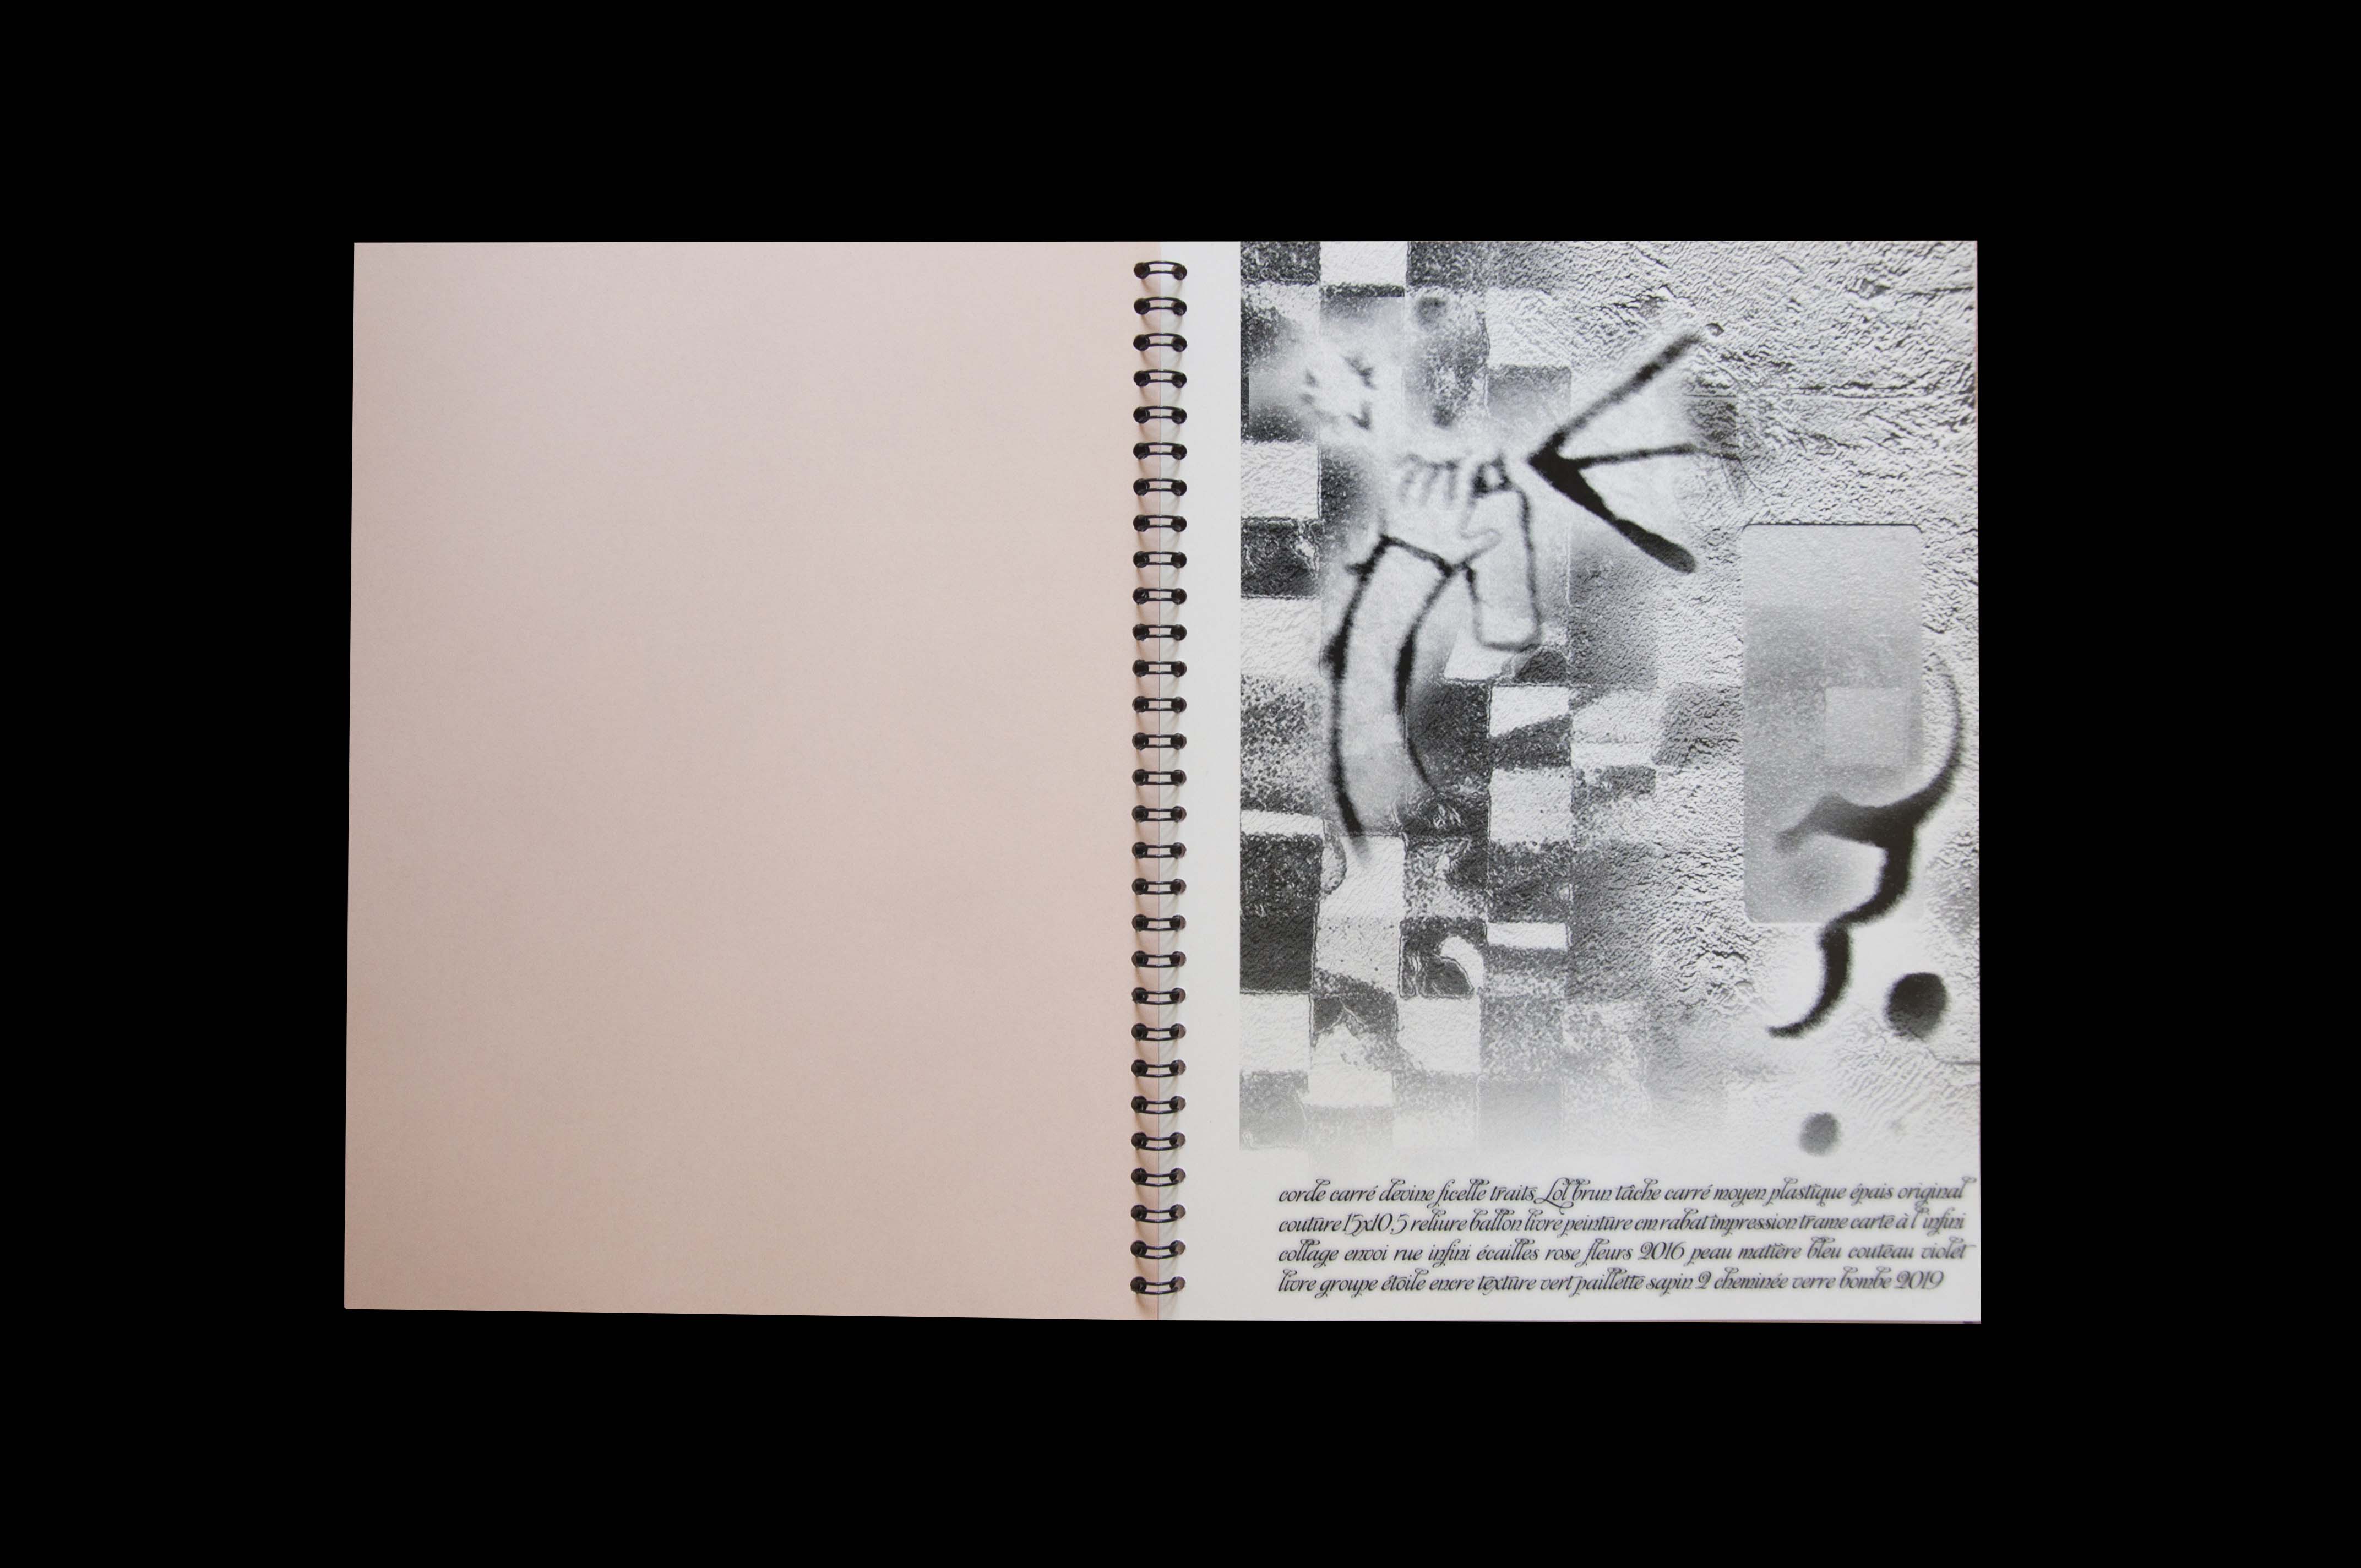 corde carré devine ficelle traits Lol brun tâche carré moyen plastique épais original
couture 15x10,5 reliure ballon livre peinture cm rabat impression trame carte à l'infini
collage envoi rue infini écailles rose fleurs 2016 peau matière bleu couteau violet
livre groupe étoile encre texture vert paillette sapin 2 cheminée verre bombe 2019